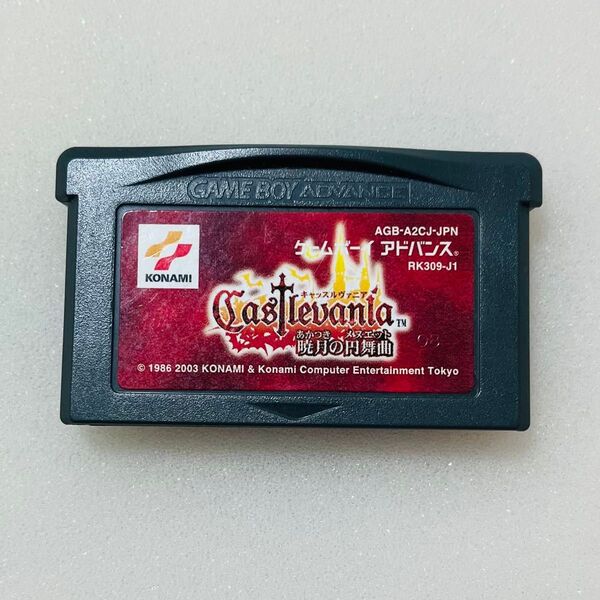 GAME BOY ADVANCE
AGB-A2CJ-JPN
ゲームボーイ アドバンス®
RK309-J1
KONAMI
キャッスルヴァニア
Castlevania™
あかつき メヌエット
暁月の円舞曲
© 1986 2003 KONAMI & Konami Computer Entertainment Tokyo